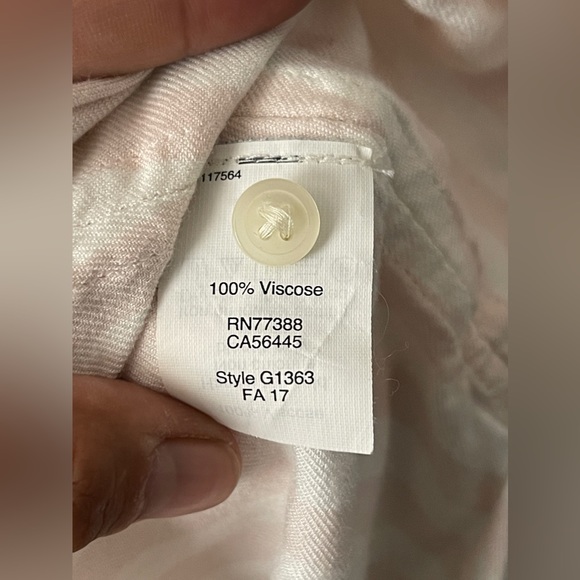 117564
100% Viscose
RN77388
CA56445
Style G1363
FA 17